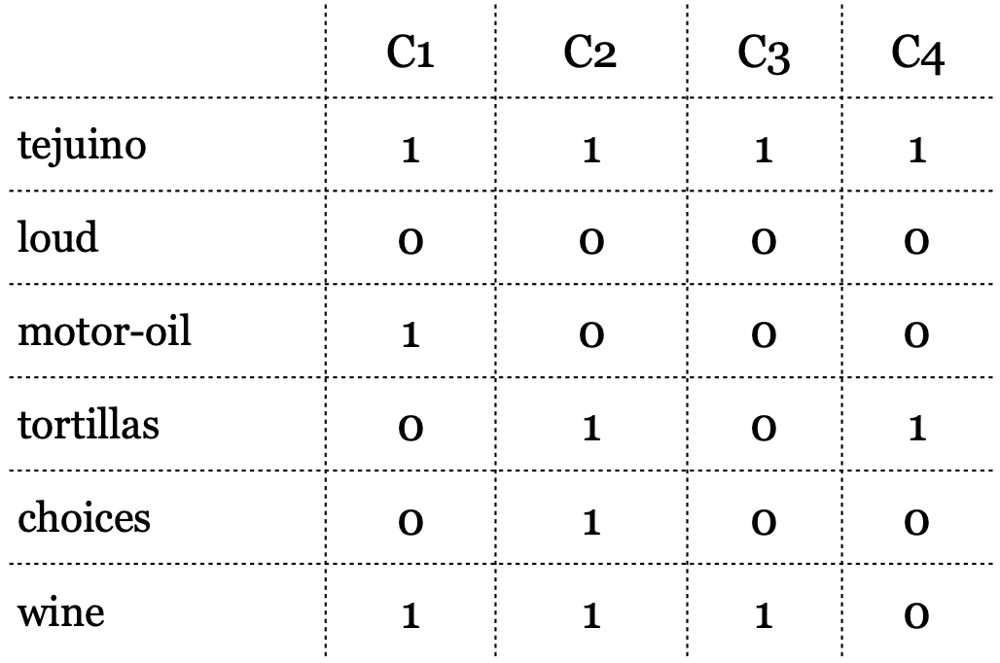 C1 C2 C3 C4
tejuino 1 1 1 1
loud 0 0 0 0
motor-oil 1 0 0 0
tortillas 0 1 0 1
choices 0 1 0 0
wine 1 1 1 0